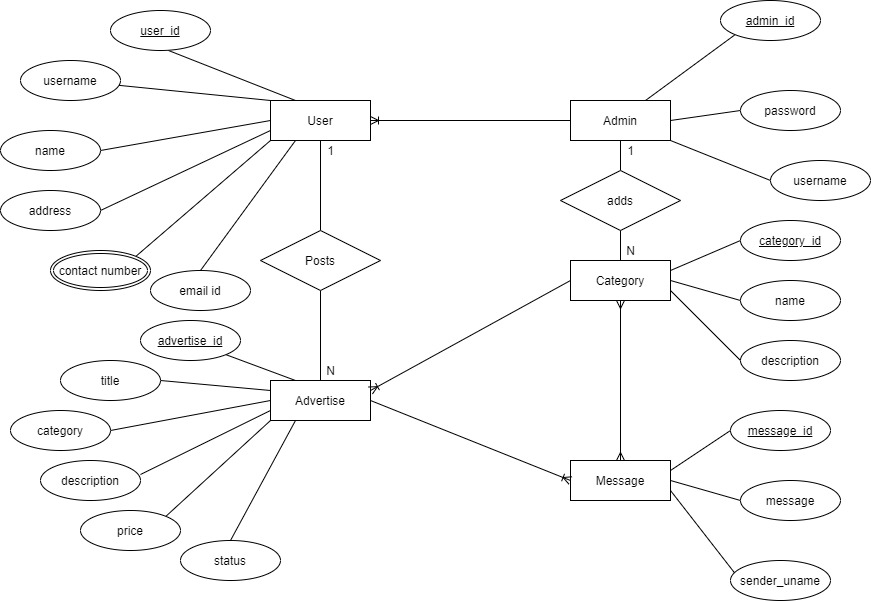 user_id
admin_id
username
User
Admin
password
name
1
1
username
address
adds
contact number
Posts
N
category_id
email id
Category
name
advertise_id
title
N
description
Advertise
category
message_id
description
Message
message
price
status
sender_uname